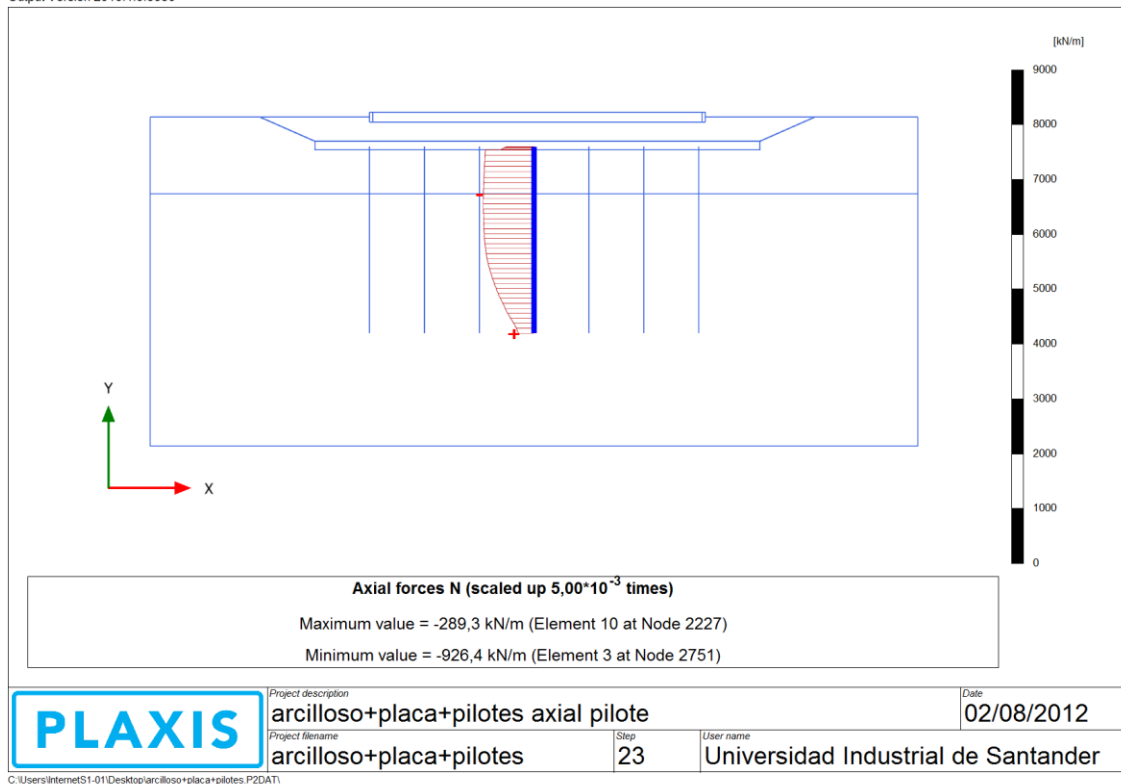 [kN/m]
9000
8000
7000
6000
5000
4000
3000
2000
1000
0
Y
X
Axial forces N (scaled up 5,00*10-3 times)
Maximum value = -289,3 kN/m (Element 10 at Node 2227)
Minimum value = -926,4 kN/m (Element 3 at Node 2751)
PLAXIS
Project description
arcilloso+placa+pilotes axial pilote
Date
02/08/2012
Project filename
arcilloso+placa+pilotes
Step
23
User name
Universidad Industrial de Santander
C:\Users\InternetS1-01\Desktop\arcilloso+placa+pilotes.P2DAT\